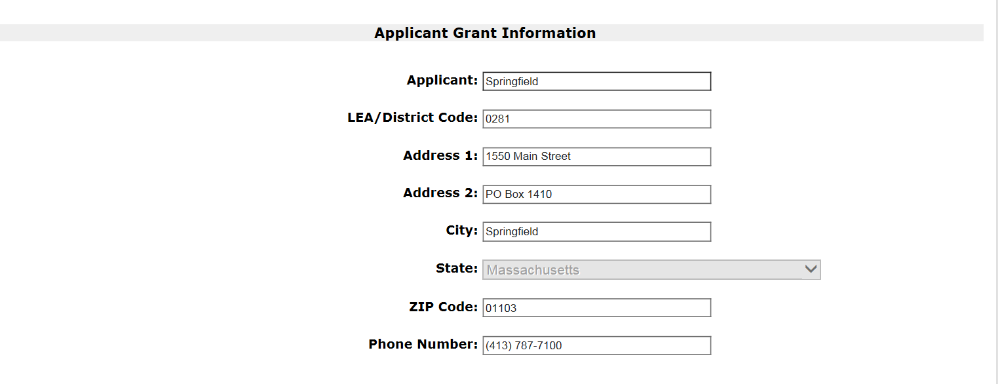 Applicant Grant Information
Applicant: Springfield
LEA/District Code: 0281
Address 1: 1550 Main Street
Address 2: PO Box 1410
City: Springfield
State: Massachusetts
ZIP Code: 01103
Phone Number: (413) 787-7100